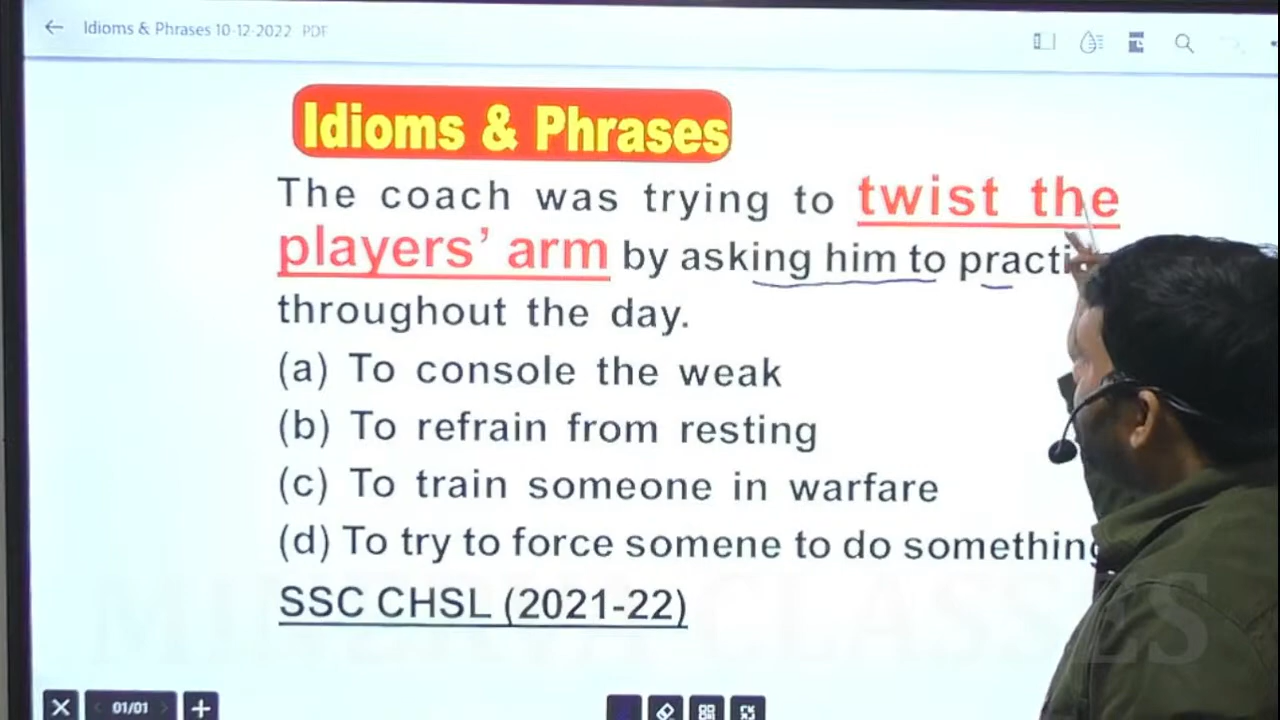 Idioms & Phrases 10-12-2022 PDF
Idioms & Phrases
The coach was trying to twist the
players’ arm by asking him to
throughout the day.
(a) To console the weak
(b) To refrain from resting
(c) To train someone in warfare
(d) To try to force somene to do something
SSC CHSL (2021-22)
CLASSES
01/01